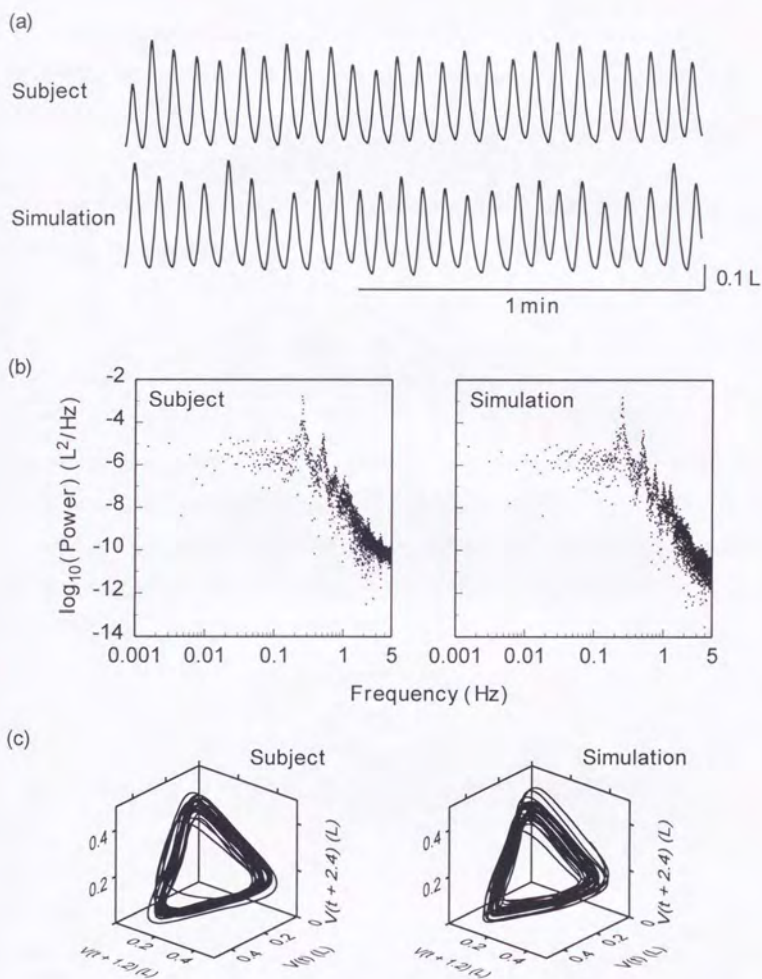 (a)
Subject
Simulation
0.1 L
1 min
(b)
-2
-4
-6
-8
-10
-12
-14
log10(Power) (L²/Hz)
Subject
Simulation
0.001 0.01 0.1 1 5
0.001 0.01 0.1 1 5
Frequency (Hz)
(c)
Subject
Simulation
0.4
0.2
V(t + 1.2) (L)
0.2
0.4
V(t) (L)
0.4
0.2
0
V(t + 2.4) (L)
0.4
0.2
V(t + 1.2) (L)
0.2
0.4
V(t) (L)
0.4
0.2
0
V(t + 2.4) (L)